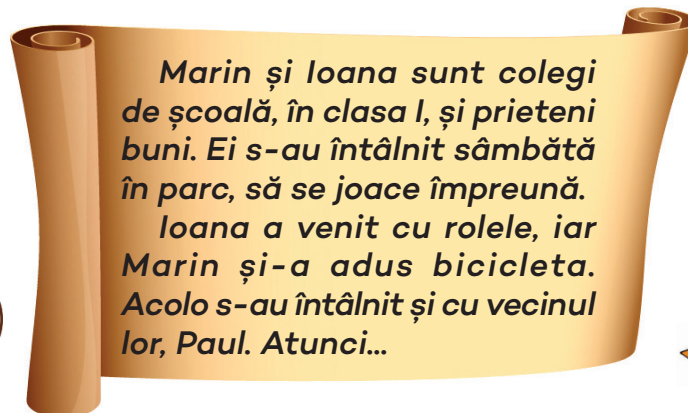 Marin și Ioana sunt colegi
de școală, în clasa I, și prieteni
buni. Ei s-au întâlnit sâmbătă
în parc, să se joace împreună.
Ioana a venit cu rolele, iar
Marin și-a adus bicicleta.
Acolo s-au întâlnit și cu vecinul
lor, Paul. Atunci...